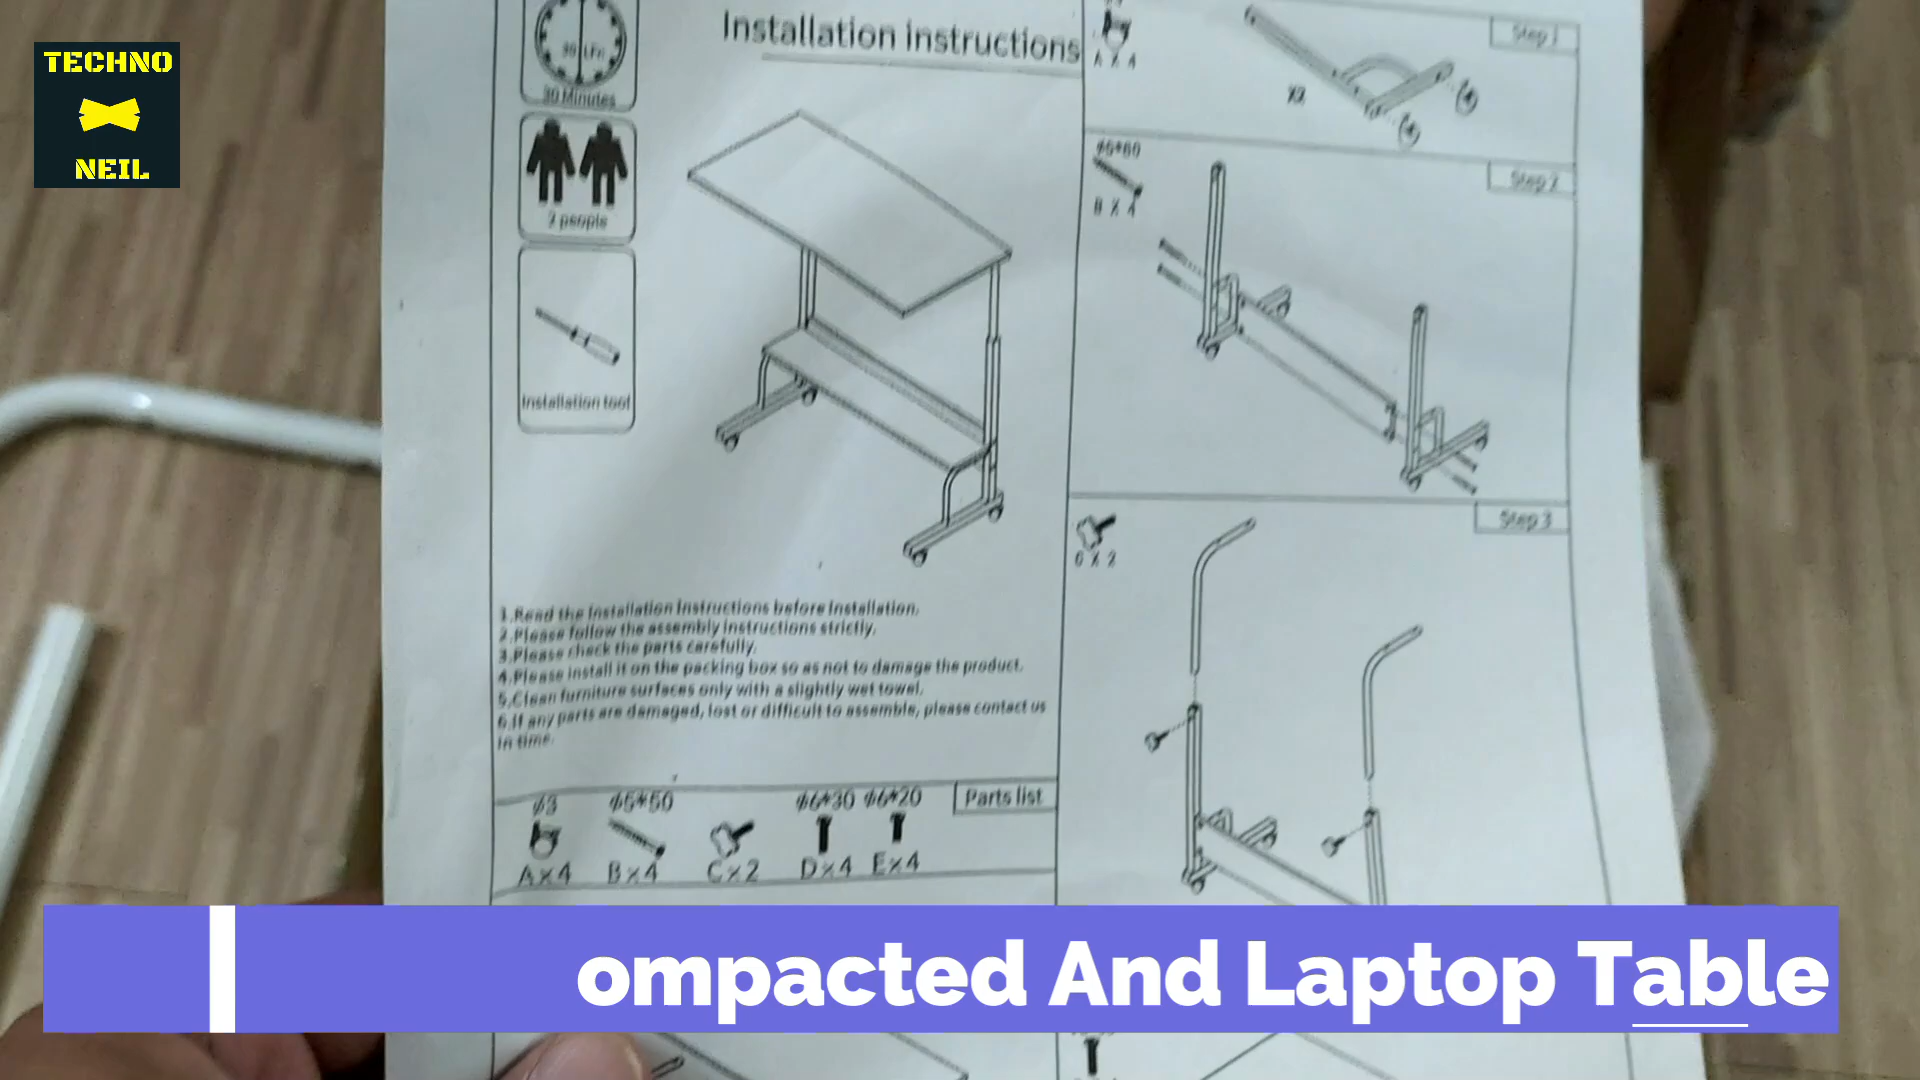 TECHNO
NEIL
Installation instructions
30 Minutes
2 people
Installation tool
1.Read the installation instructions before installation.
2.Please follow the assembly instructions strictly.
3.Please check the parts carefully.
4.Please install it on the packing box so as not to damage the product.
5.Clean furniture surfaces only with a slightly wet towel.
6.If any parts are damaged, lost or difficult to assemble, please contact us
in time.
Parts list
ϕ3 ϕ6*50 ϕ6*30 ϕ6*20
A×4 B×4 C×2 D×4 E×4
Step 1
A X 4
X2
Step 2
B X 4
Step 3
X 2
ompacted And Laptop Table